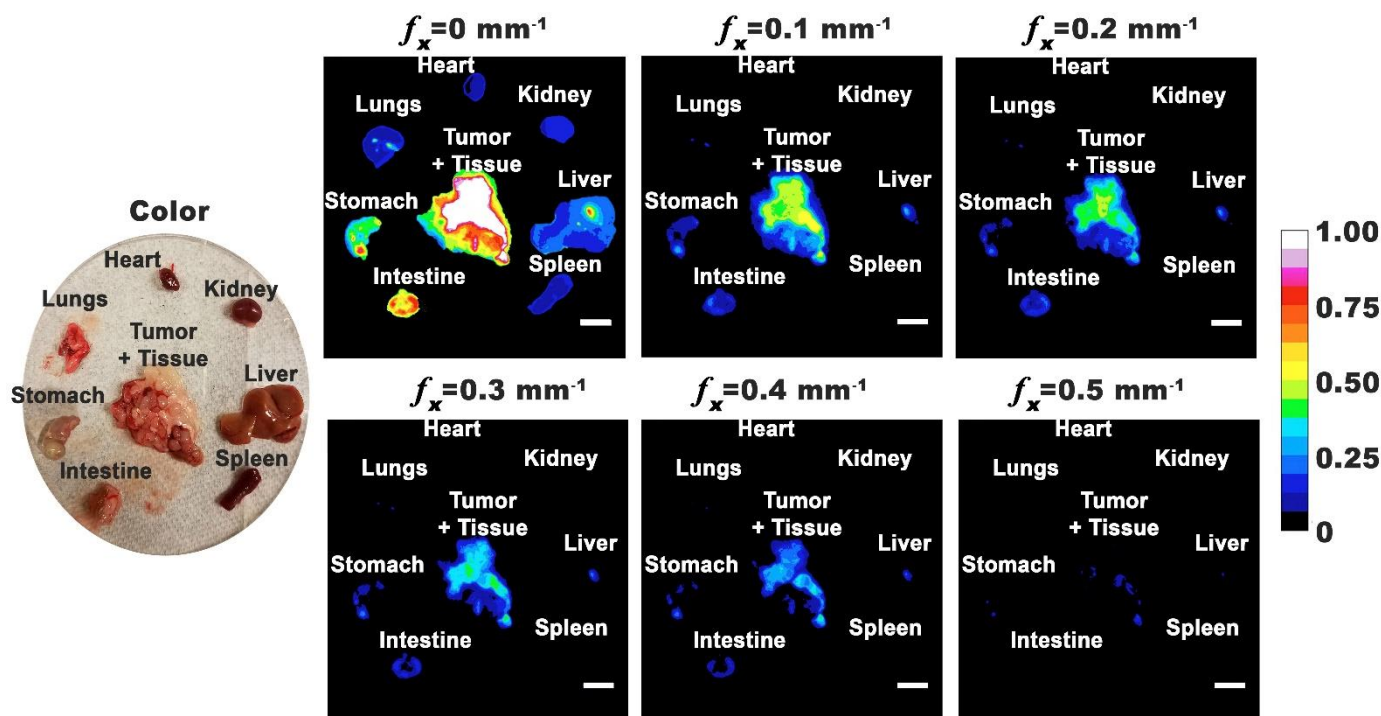 Color
Heart
Lungs
Kidney
Tumor
+ Tissue
Stomach
Liver
Intestine
Spleen
fx=0 mm-1
Heart
Lungs
Kidney
Tumor
+ Tissue
Stomach
Liver
Intestine
Spleen
fx=0.1 mm-1
Heart
Lungs
Kidney
Tumor
+ Tissue
Stomach
Liver
Intestine
Spleen
fx=0.2 mm-1
Heart
Lungs
Kidney
Tumor
+ Tissue
Stomach
Liver
Intestine
Spleen
fx=0.3 mm-1
Heart
Lungs
Kidney
Tumor
+ Tissue
Stomach
Liver
Intestine
Spleen
fx=0.4 mm-1
Heart
Lungs
Kidney
Tumor
+ Tissue
Stomach
Liver
Intestine
Spleen
fx=0.5 mm-1
Heart
Lungs
Kidney
Tumor
+ Tissue
Stomach
Liver
Intestine
Spleen
1.00
0.75
0.50
0.25
0